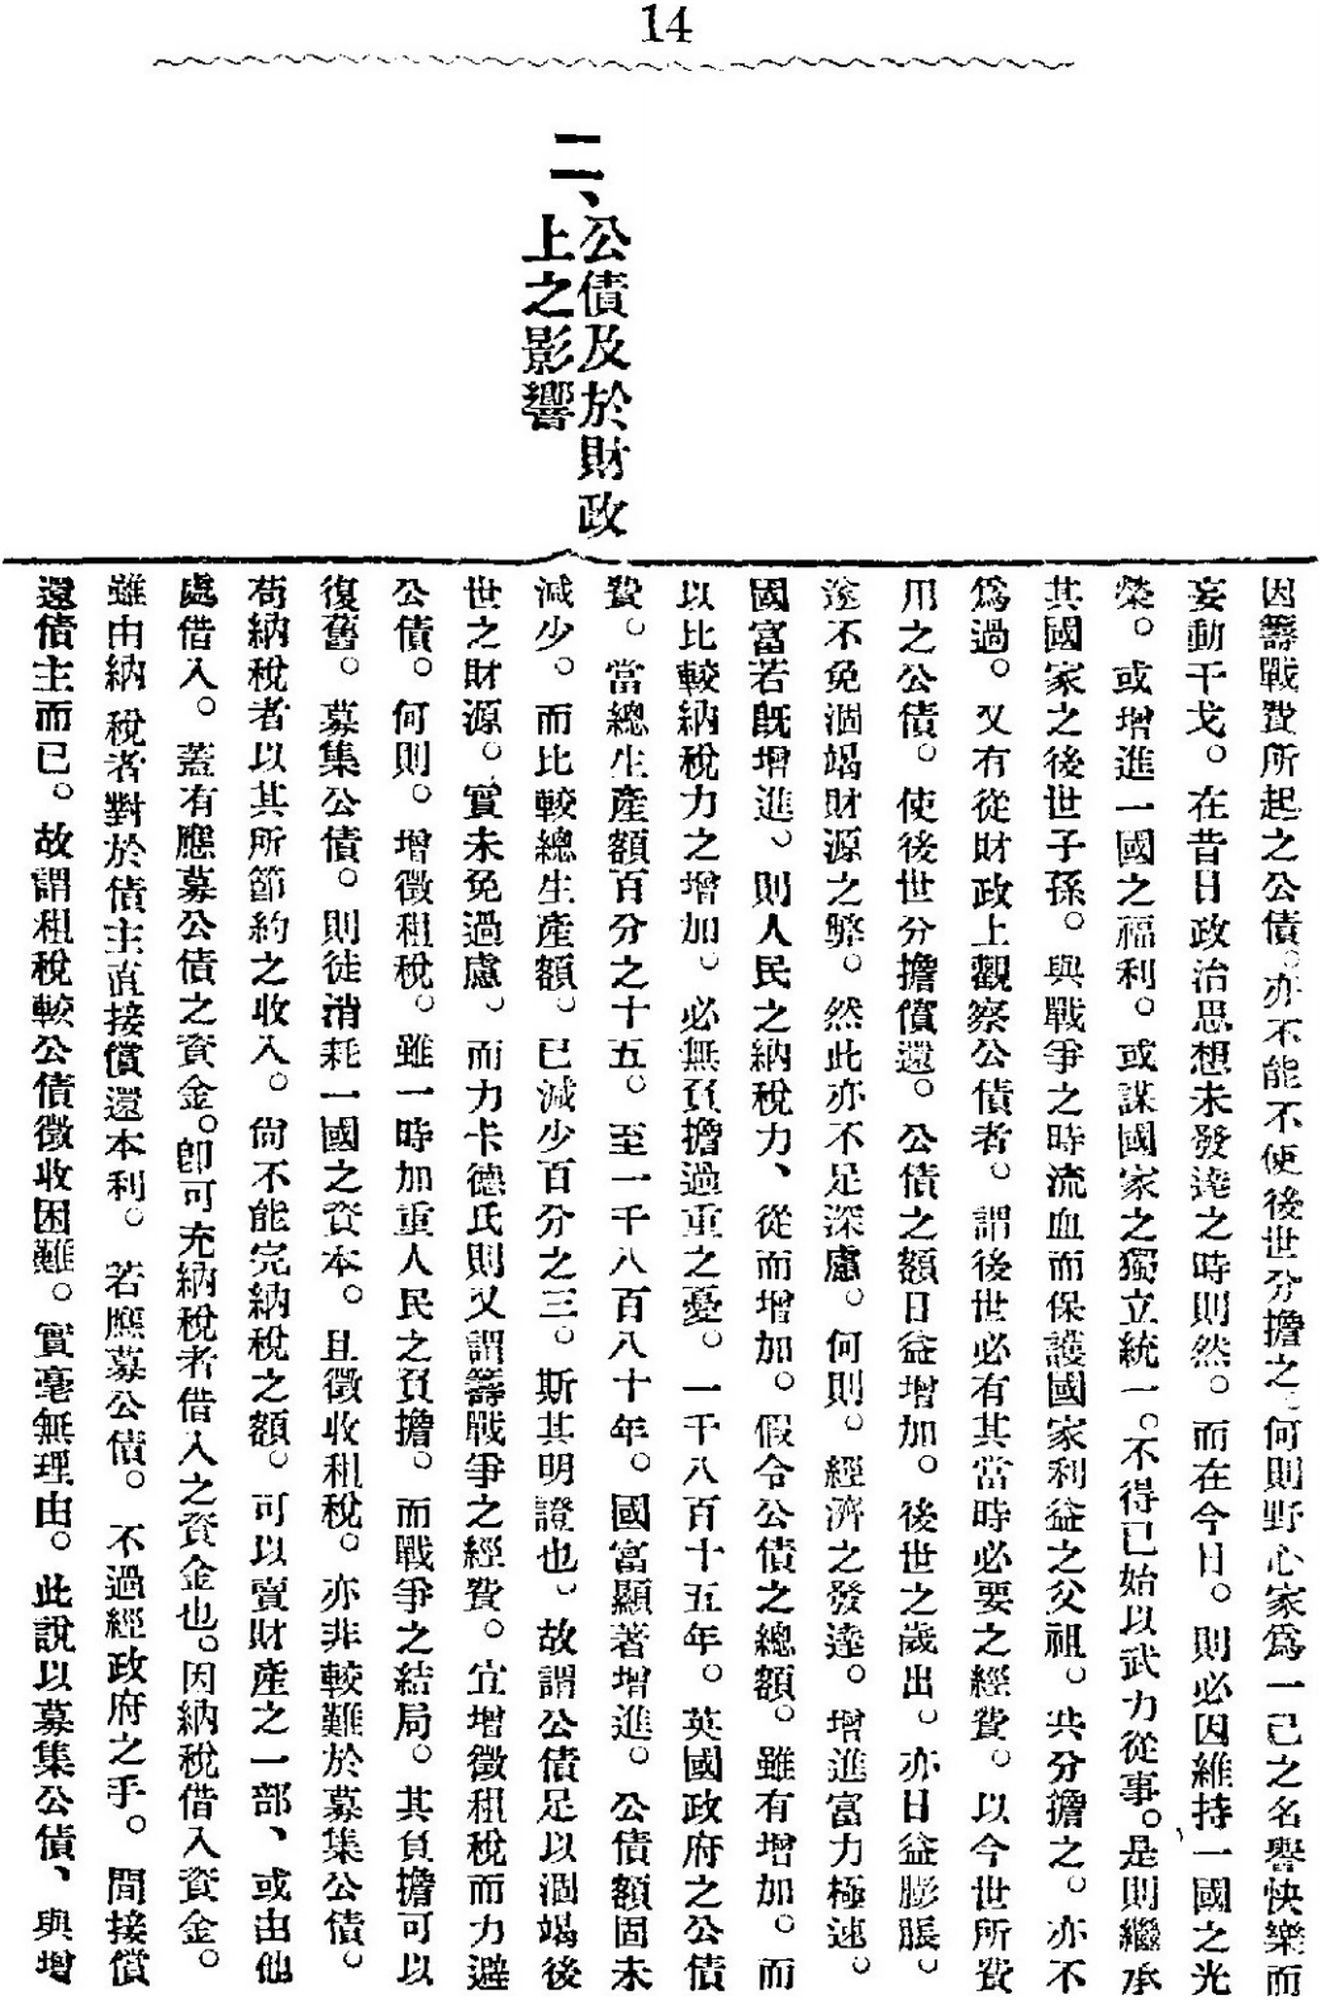 14
二、公債及於財政
上之影響
因籌戰費所起之公債。亦不能不使後世分擔之。何則野心家爲一己之名譽快樂而
妄動干戈。在昔日政治思想未發達之時則然。而在今日。則必因維持一國之光
榮。或增進一國之福利。或謀國家之獨立統一。不得已始以武力從事。是則繼承
其國家之後世子孫。與戰爭之時流血而保護國家利益之父祖。共分擔之。亦不
爲過。又有從財政上觀察公債者。謂後世必有其當時必要之經費。以今世所費
用之公債。使後世分擔償還。公債之額日益增加。後世之歲出。亦日益膨脹。
遂不免涸竭財源之弊。然此亦不足深慮。何則。經濟之發達。增進富力極速。
國富若旣增進、則人民之納稅力、從而增加。假令公債之總額。雖有增加。而
以比較納稅力之增加。必無負擔過重之憂。一千八百十五年。英國政府之公債
費。當總生產額百分之十五。至一千八百八十年。國富顯著增進。公債額固未
減少。而比較總生產額。已減少百分之三。斯其明證也。故謂公債足以涸竭後
世之財源。實未免過慮。而力卡德氏則又謂籌戰爭之經費。宜增徵租稅而力避
公債。何則。增徵租稅。雖一時加重人民之負擔。而戰爭之結局。其負擔可以
復舊。募集公債。則徒消耗一國之資本。且徵收租稅。亦非較難於募集公債。
苟納稅者以其所節約之收入。尙不能完納稅之額。可以賣財產之一部、或由他
處借入。蓋有應募公債之資金。卽可充納稅者借入之資金也。因納稅借入資金。
雖由納稅者對於債主直接償還本利。若應募公債。不過經政府之手。間接償
還債主而已。故謂租稅較公債徵收困難。實毫無理由。此說以募集公債、與增